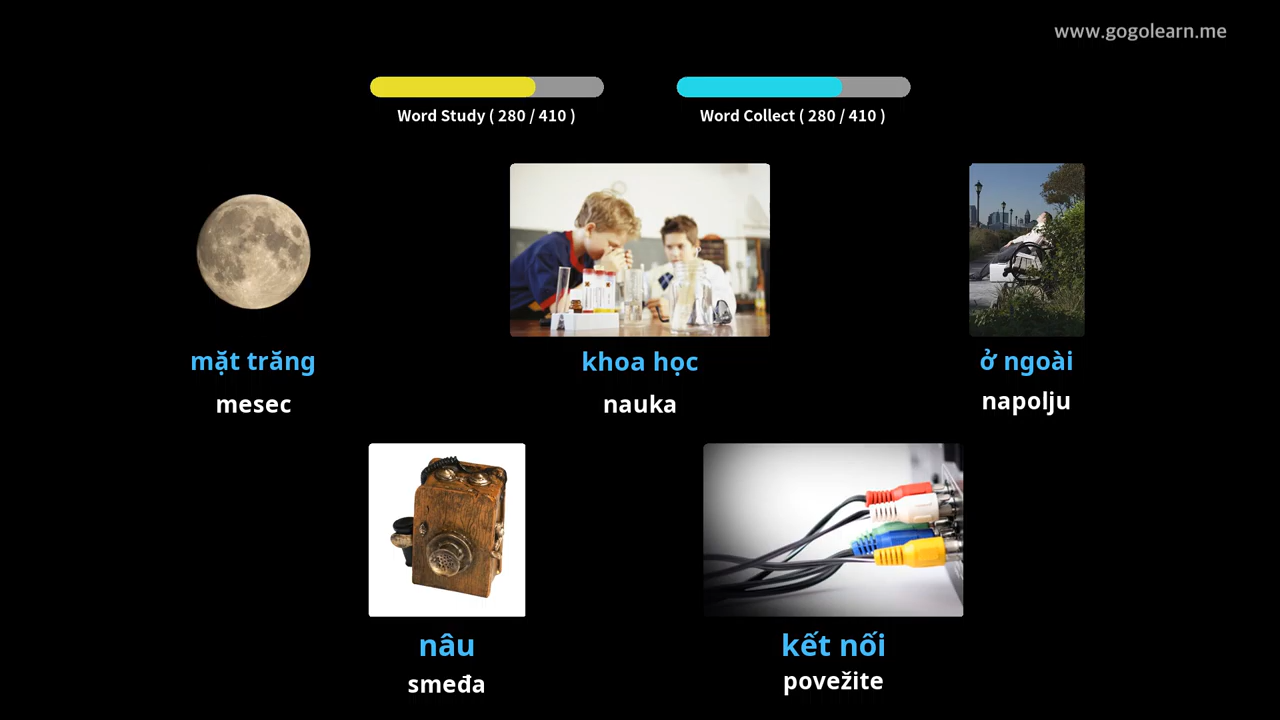 www.gogolearn.me
Word Study ( 280 / 410 )
Word Collect ( 280 / 410 )
mặt trăng
mesec
khoa học
nauka
ở ngoài
napolju
nâu
smeđa
kết nối
povežite